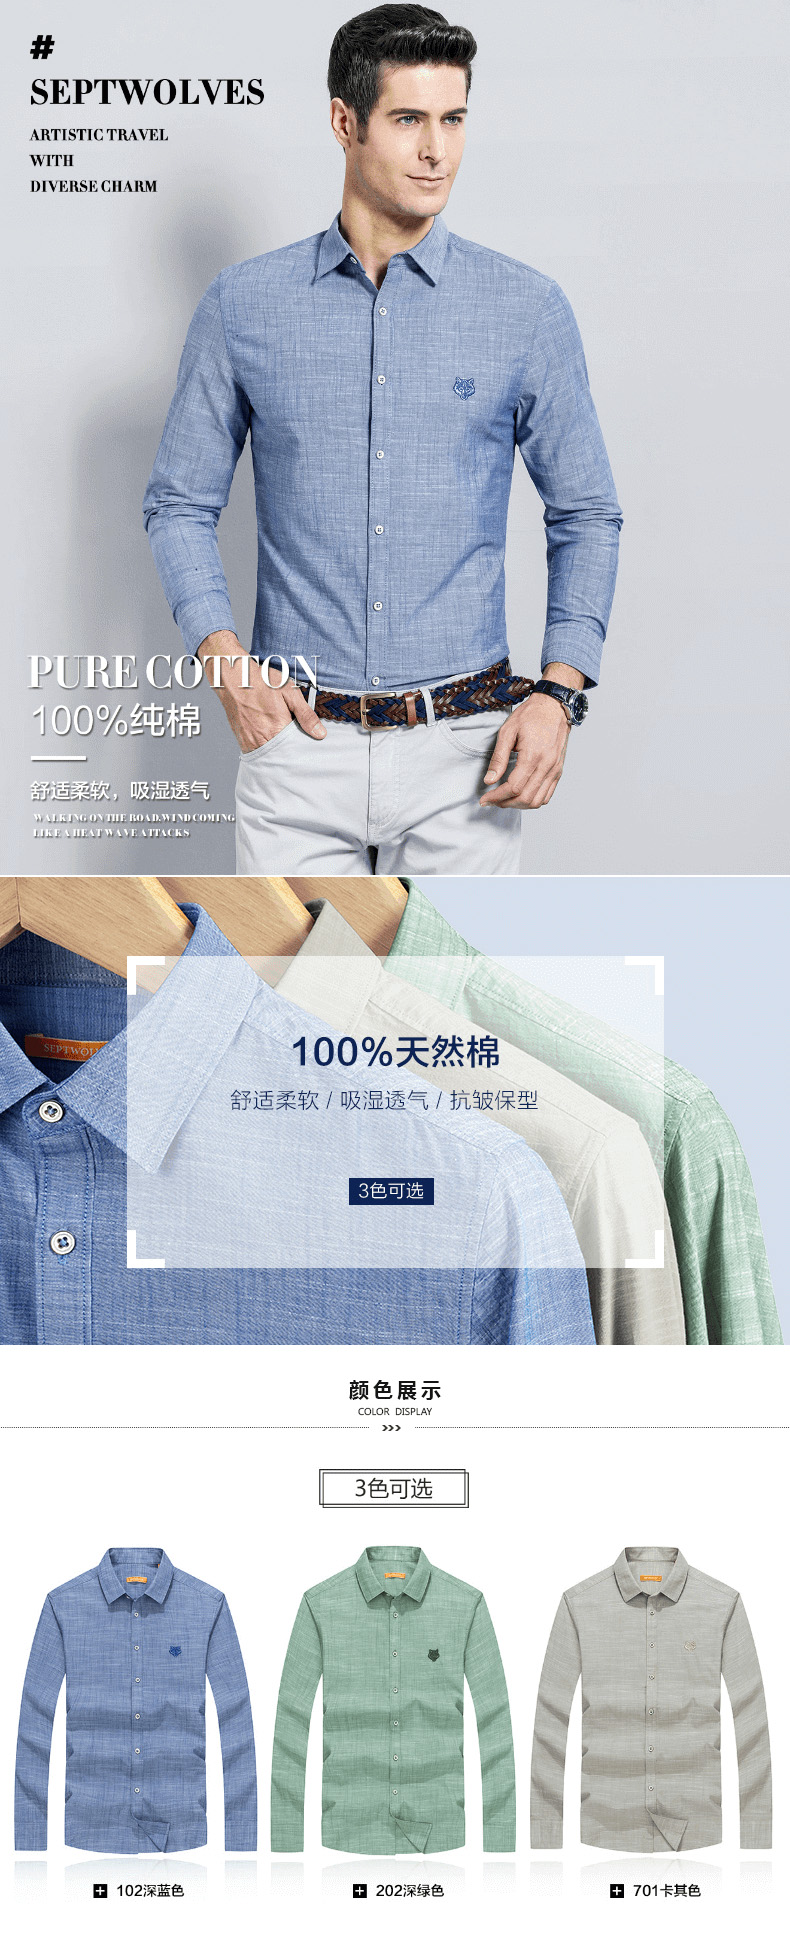 #
SEPTWOLVES
ARTISTIC TRAVEL
WITH
DIVERSE CHARM
PURE COTTON
100%纯棉
舒适柔软，吸湿透气
WALKING ON THE ROAD,WIND COMING
LIKE A HEAT WAVE ATTACKS
SEPTWOL
100%天然棉
舒适柔软 / 吸湿透气 / 抗皱保型
3色可选
颜色展示
COLOR DISPLAY
3色可选
102深蓝色
202深绿色
701卡其色